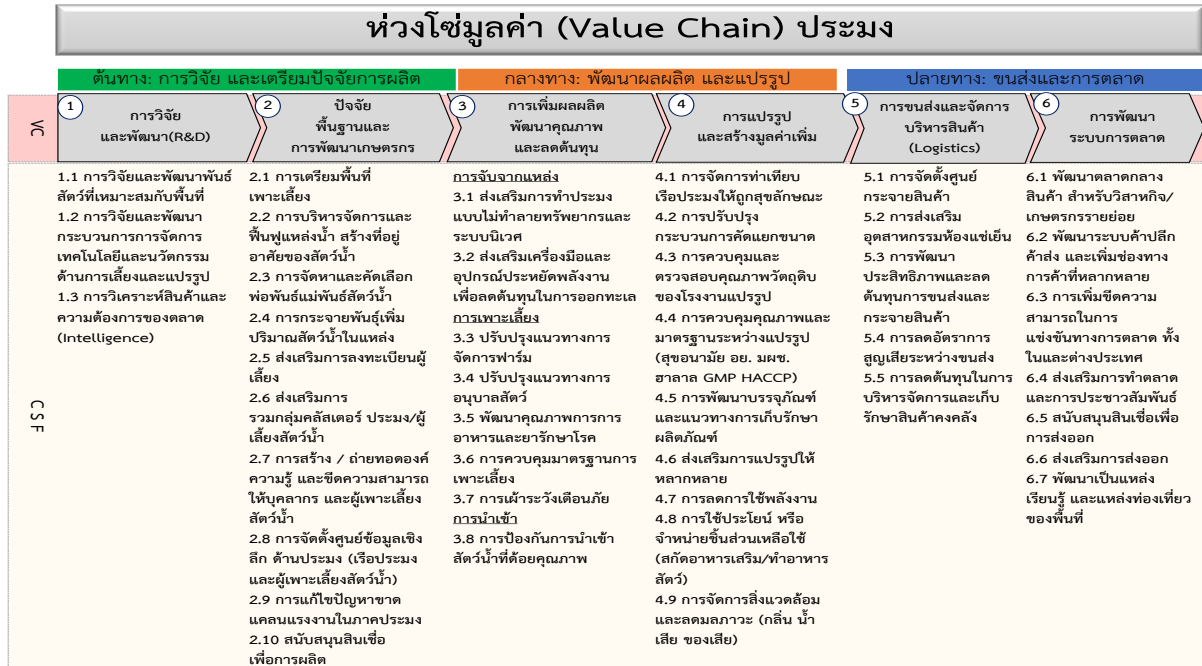 ห่วงโซ่มูลค่า (Value Chain) ประมง
ต้นทาง: การวิจัย และเตรียมปัจจัยการผลิต
กลางทาง: พัฒนาผลผลิต และแปรรูป
ปลายทาง: ขนส่งและการตลาด
VC
1
การวิจัย
และพัฒนา(R&D)
2
ปัจจัย
พื้นฐานและ
การพัฒนาเกษตรกร
3
การเพิ่มผลผลิต
พัฒนาคุณภาพ
และลดต้นทุน
4
การแปรรูป
และสร้างมูลค่าเพิ่ม
5
การขนส่งและจัดการ
บริหารสินค้า
(Logistics)
6
การพัฒนา
ระบบการตลาด
CSF
1.1 การวิจัยและพัฒนาพันธ์
สัตว์ที่เหมาะสมกับพื้นที่
1.2 การวิจัยและพัฒนา
กระบวนการการจัดการ
เทคโนโลยีและนวัตกรรม
ด้านการเลี้ยงและแปรรูป
1.3 การวิเคราะห์สินค้าและ
ความต้องการของตลาด
(Intelligence)
2.1 การเตรียมพื้นที่
เพาะเลี้ยง
2.2 การบริหารจัดการและ
ฟื้นฟูแหล่งน้ำ สร้างที่อยู่
อาศัยของสัตว์น้ำ
2.3 การจัดหาและคัดเลือก
พ่อพันธ์แม่พันธ์สัตว์น้ำ
2.4 การกระจายพันธุ์เพิ่ม
ปริมาณสัตว์น้ำในแหล่ง
2.5 ส่งเสริมการลงทะเบียนผู้
เลี้ยง
2.6 ส่งเสริมการ
รวมกลุ่มคลัสเตอร์ ประมง/ผู้
เลี้ยงสัตว์น้ำ
2.7 การสร้าง / ถ่ายทอดองค์
ความรู้ และขีดความสามารถ
ให้บุคลากร และผู้เพาะเลี้ยง
สัตว์น้ำ
2.8 การจัดตั้งศูนย์ข้อมูลเชิง
ลึก ด้านประมง (เรือประมง
และผู้เพาะเลี้ยงสัตว์น้ำ)
2.9 การแก้ไขปัญหาขาด
แคลนแรงงานในภาคประมง
2.10 สนับสนุนสินเชื่อ
เพื่อการผลิต
การจับจากแหล่ง
3.1 ส่งเสริมการทำประมง
แบบไม่ทำลายทรัพยากรและ
ระบบนิเวศ
3.2 ส่งเสริมเครื่องมือและ
อุปกรณ์ประหยัดพลังงาน
เพื่อลดต้นทุนในการออกทะเล
การเพาะเลี้ยง
3.3 ปรับปรุงแนวทางการ
จัดการฟาร์ม
3.4 ปรับปรุงแนวทางการ
อนุบาลสัตว์
3.5 พัฒนาคุณภาพการการ
อาหารและยารักษาโรค
3.6 การควบคุมมาตรฐานการ
เพาะเลี้ยง
3.7 การเผ้าระวังเตือนภัย
การนำเข้า
3.8 การป้องกันการนำเข้า
สัตว์น้ำที่ด้อยคุณภาพ
4.1 การจัดการท่าเทียบ
เรือประมงให้ถูกสุขลักษณะ
4.2 การปรับปรุง
กระบวนการคัดแยกขนาด
4.3 การควบคุมและ
ตรวจสอบคุณภาพวัตถุดิบ
ของโรงงานแปรรูป
4.4 การควบคุมคุณภาพและ
มาตรฐานระหว่างแปรรูป
(สุขอนามัย อย. มผช.
ฮาลาล GMP HACCP)
4.5 การพัฒนาบรรจุภัณฑ์
และแนวทางการเก็บรักษา
ผลิตภัณฑ์
4.6 ส่งเสริมการแปรรูปให้
หลากหลาย
4.7 การลดการใช้พลังงาน
4.8 การใช้ประโยน์ หรือ
จำหน่ายชิ้นส่วนเหลือใช้
(สกัดอาหารเสริม/ทำอาหาร
สัตว์)
4.9 การจัดการสิ่งแวดล้อม
และลดมลภาวะ (กลิ่น น้ำ
เสีย ของเสีย)
5.1 การจัดตั้งศูนย์
กระจายสินค้า
5.2 การส่งเสริม
อุตสาหกรรมห้องแช่เย็น
5.3 การพัฒนา
ประสิทธิภาพและลด
ต้นทุนการขนส่งและ
กระจายสินค้า
5.4 การลดอัตราการ
สูญเสียระหว่างขนส่ง
5.5 การลดต้นทุนในการ
บริหารจัดการและเก็บ
รักษาสินค้าคงคลัง
6.1 พัฒนาตลาดกลาง
สินค้า สำหรับวิสาหกิจ/
เกษตรกรรายย่อย
6.2 พัฒนาระบบค้าปลีก
ค้าส่ง และเพิ่มช่องทาง
การค้าที่หลากหลาย
6.3 การเพิ่มขีดความ
สามารถในการ
แข่งขันทางการตลาด ทั้ง
ในและต่างประเทศ
6.4 ส่งเสริมการทำตลาด
และการประชาวสัมพันธ์
6.5 สนับสนุนสินเชื่อเพื่อ
การส่งออก
6.6 ส่งเสริมการส่งออก
6.7 พัฒนาเป็นแหล่ง
เรียนรู้ และแหล่งท่องเที่ยว
ของพื้นที่